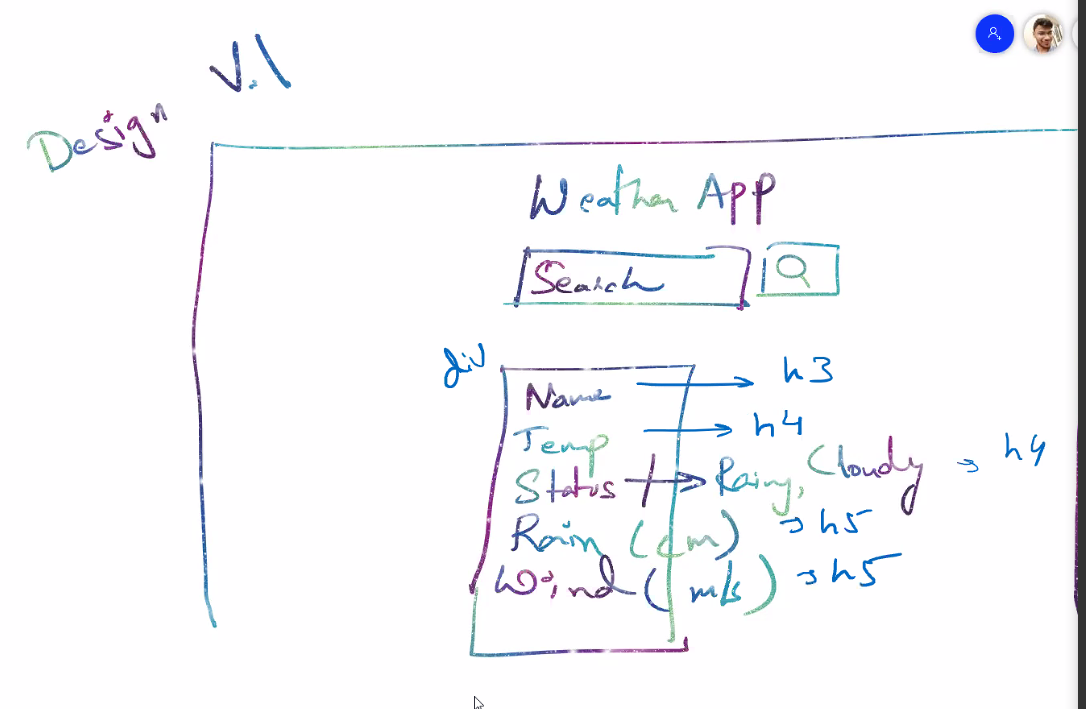 V.1
Design
Weather App
Search
div
Name → h3
Temp → h4
Status → Rainy, Cloudy → h4
Rain (cm) → h5
Wind (m/s) → h5